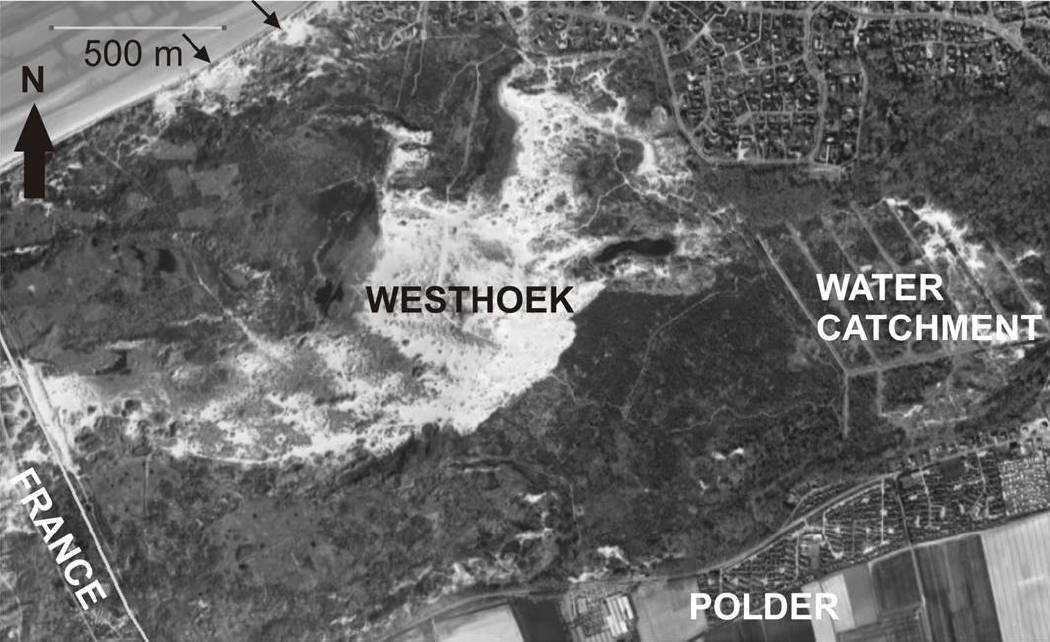 500 m
N
WESTHOEK
WATER
CATCHMENT
FRANCE
POLDER